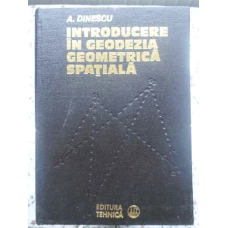 A. DINESCU
INTRODUCERE
ÎN GEODEZIA
GEOMETRICĂ
SPAȚIALĂ
EDITURA
TEHNICĂ